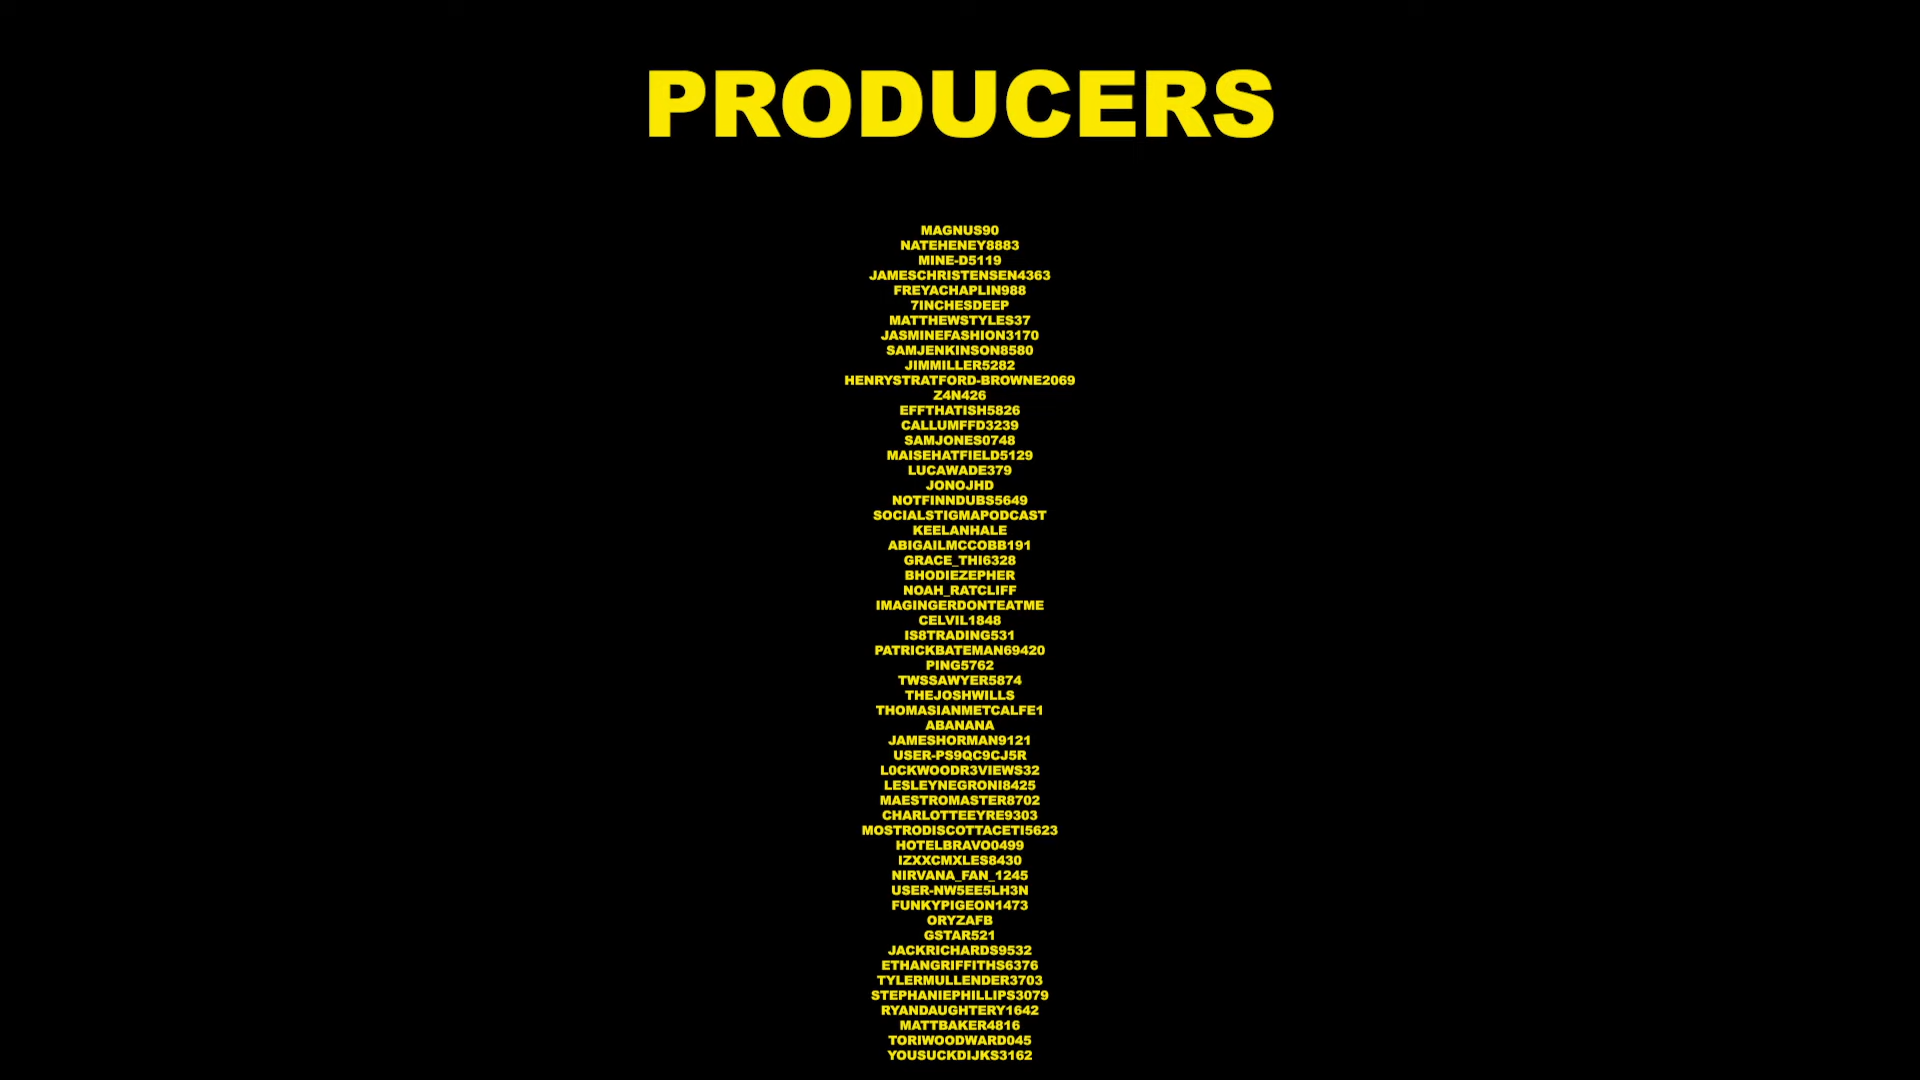 PRODUCERS
MAGNUS90
NATEHENEY8883
MINE-D5119
JAMESCHRISTENSEN4363
FREYACHAPLIN988
7INCHESDEEP
MATTHEWSTYLES37
JASMINEFASHION3170
SAMJENKINSON8580
JIMMILLER5282
HENRYSTRATFORD-BROWNE2069
Z4N426
EFFTHATISH5826
CALLUMFFD3239
SAMJONES0748
MAISEHATFIELD5129
LUCAWADE379
JONOJHD
NOTFINNDUBS5649
SOCIALSTIGMAPODCAST
KEELANHALE
ABIGAILMCCOBB191
GRACE_THI6328
BHODIEZEPHER
NOAH_RATCLIFF
IMAGINGERDONTEATME
CELVIL1848
IS8TRADING531
PATRICKBATEMAN69420
PING5762
TWSSAWYER5874
THEJOSHWILLS
THOMASIANMETCALFE1
ABANANA
JAMESHORMAN9121
USER-PS9QC9CJ5R
L0CKWOODR3VIEWS32
LESLEYNEGRONI8425
MAESTROMASTER8702
CHARLOTTEEYRE9303
MOSTRODISCOTTACETI5623
HOTELBRAVO0499
IZXXCMXLES8430
NIRVANA_FAN_1245
USER-NW5EE5LH3N
FUNKYPIGEON1473
ORYZAFB
GSTAR521
JACKRICHARDS9532
ETHANGRIFFITHS6376
TYLERMULLENDER3703
STEPHANIEPHILLIPS3079
RYANDAUGHTERY1642
MATTBAKER4816
TORIWOODWARD045
YOUSUCKDIJKS3162